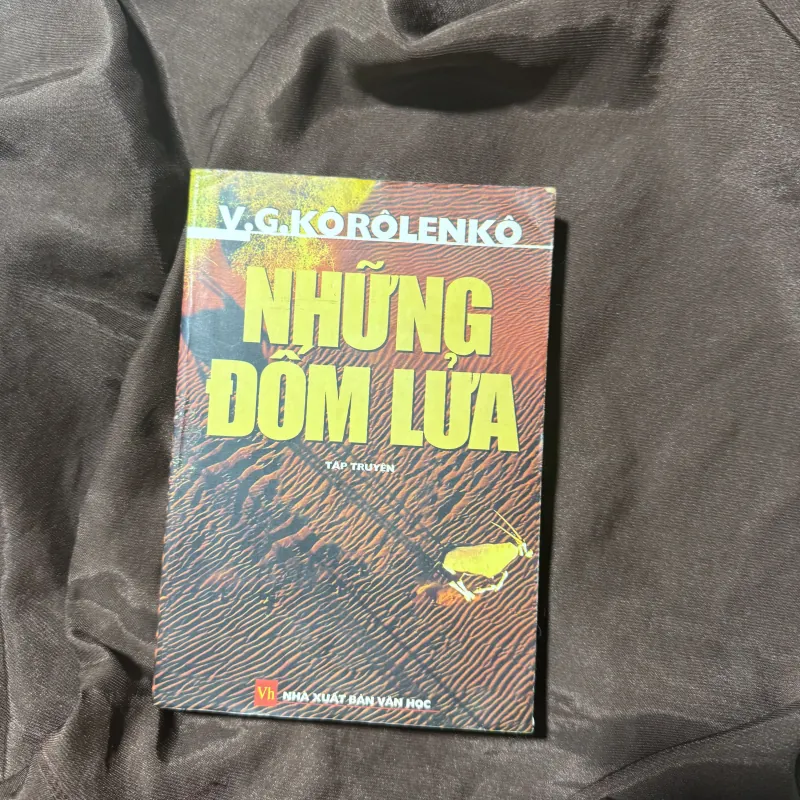 V.G.KÔRÔLENKÔ
NHỮNG
ĐỐM LỬA
TẬP TRUYỆN
Vh NHÀ XUẤT BẢN VĂN HỌC